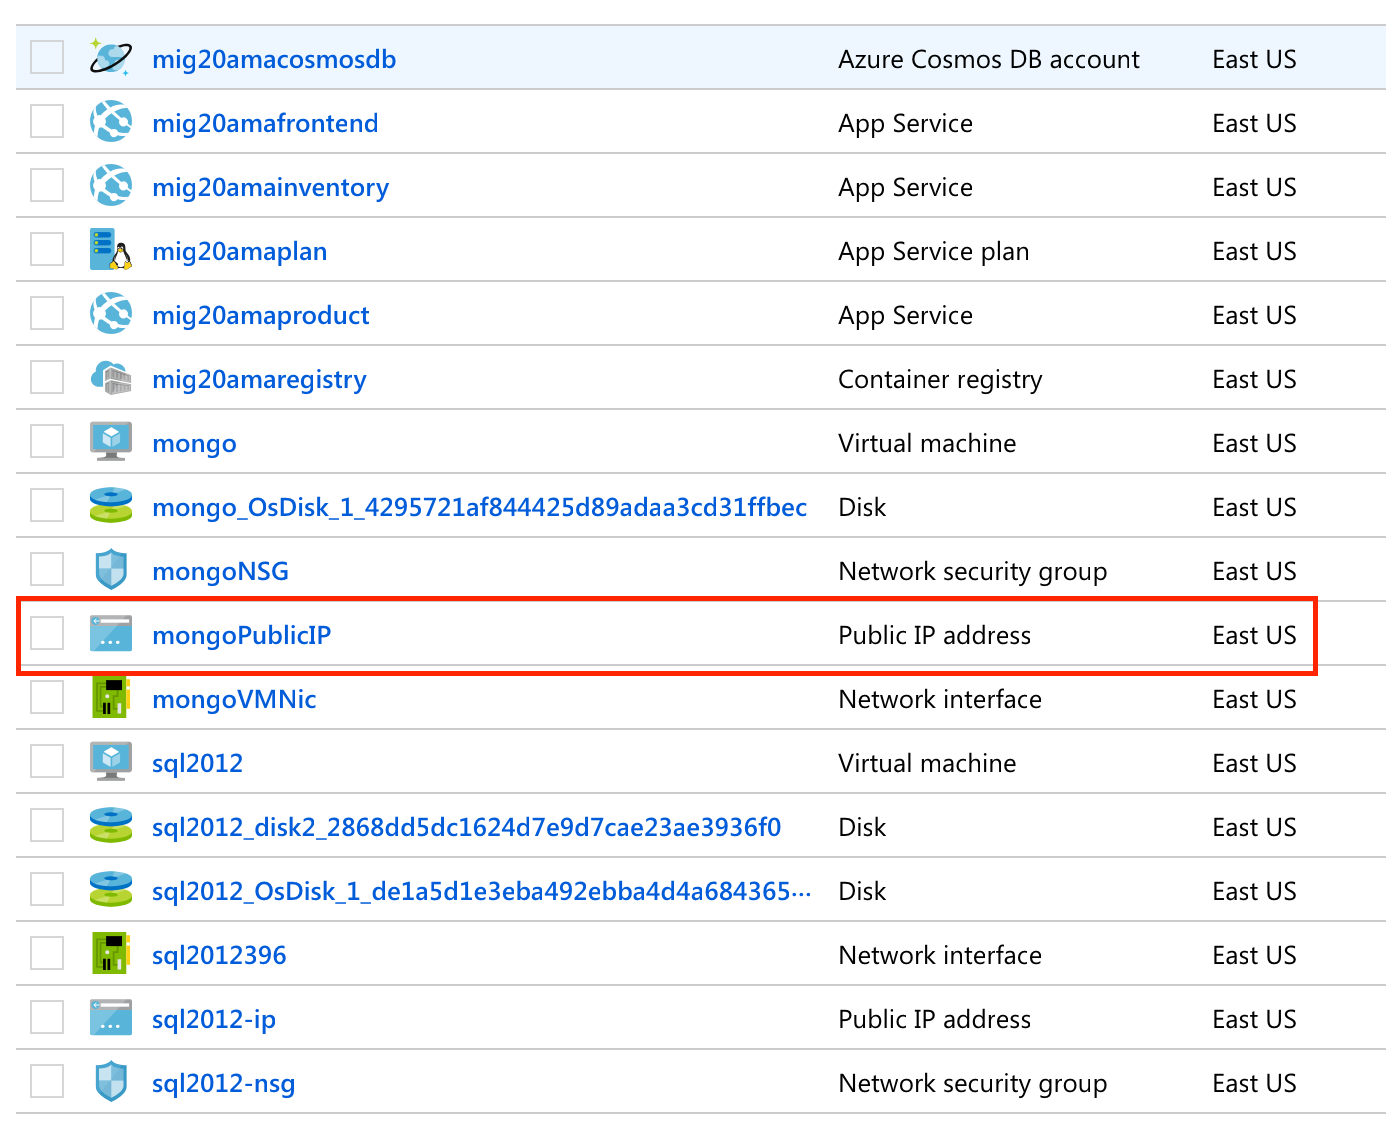 mig20amacosmosdb Azure Cosmos DB account East US
mig20amafrontend App Service East US
mig20amainventory App Service East US
mig20amaplan App Service plan East US
mig20amaproduct App Service East US
mig20amaregistry Container registry East US
mongo Virtual machine East US
mongo_OsDisk_1_4295721af844425d89adaa3cd31ffbec Disk East US
mongoNSG Network security group East US
mongoPublicIP Public IP address East US
mongoVMNic Network interface East US
sql2012 Virtual machine East US
sql2012_disk2_2868dd5dc1624d7e9d7cae23ae3936f0 Disk East US
sql2012_OsDisk_1_de1a5d1e3eba492ebba4d4a684365··· Disk East US
sql2012396 Network interface East US
sql2012-ip Public IP address East US
sql2012-nsg Network security group East US